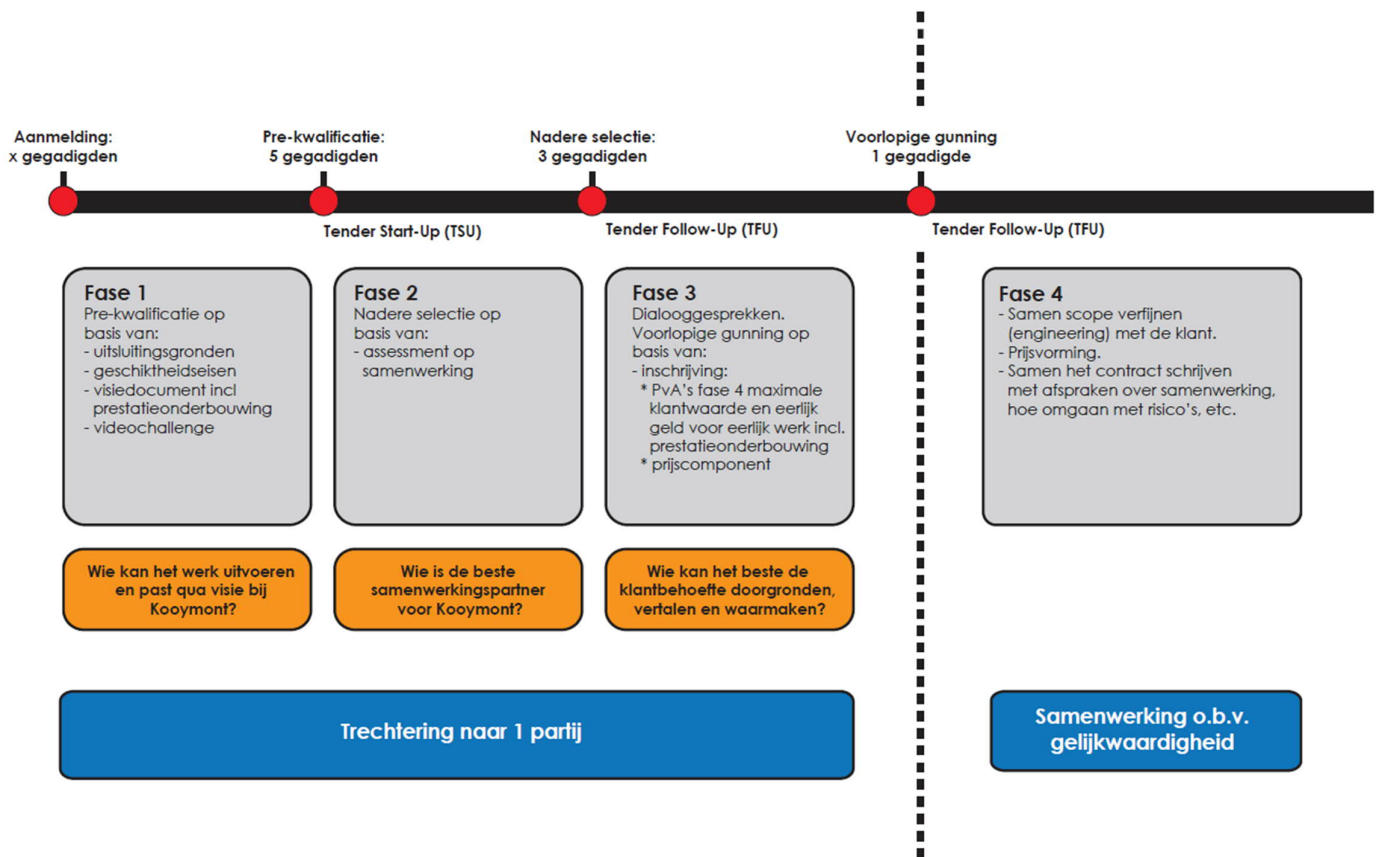 Aanmelding:
x gegadigden
Pre-kwalificatie:
5 gegadigden
Nadere selectie:
3 gegadigden
Voorlopige gunning
1 gegadigde
Tender Start-Up (TSU)
Tender Follow-Up (TFU)
Tender Follow-Up (TFU)
Fase 1
Pre-kwalificatie op
basis van:
- uitsluitingsgronden
- geschiktheidseisen
- visiedocument incl
prestatieonderbouwing
- videochallenge
Fase 2
Nadere selectie op
basis van:
- assessment op
samenwerking
Fase 3
Dialooggesprekken.
Voorlopige gunning op
basis van:
- inschrijving:
* PvA's fase 4 maximale
klantwaarde en eerlijk
geld voor eerlijk werk incl.
prestatieonderbouwing
* prijscomponent
Fase 4
- Samen scope verfijnen
(engineering) met de klant.
- Prijsvorming.
- Samen het contract schrijven
met afspraken over samenwerking,
hoe omgaan met risico's, etc.
Wie kan het werk uitvoeren
en past qua visie bij
Kooymont?
Wie is de beste
samenwerkingspartner
voor Kooymont?
Wie kan het beste de
klantbehoefte doorgronden,
vertalen en waarmaken?
Trechtering naar 1 partij
Samenwerking o.b.v.
gelijkwaardigheid